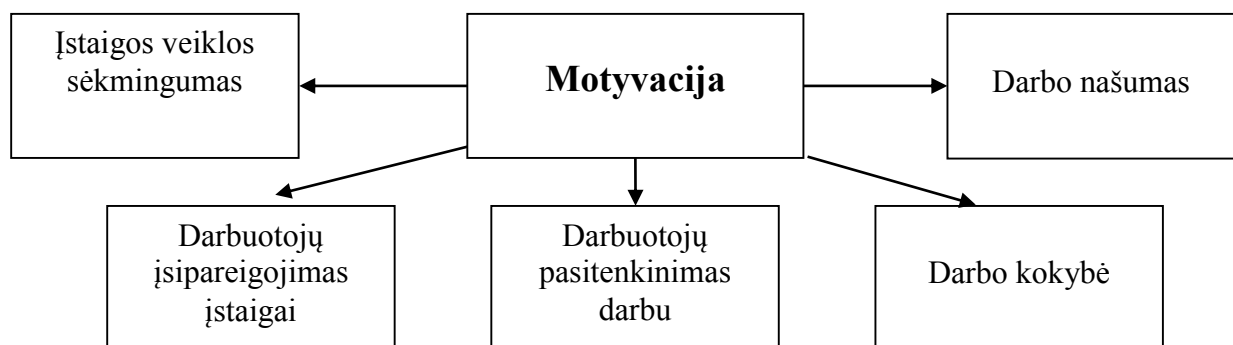 Įstaigos veiklos
sėkmingumas
Motyvacija
Darbo našumas
Darbuotojų
įsipareigojimas
įstaigai
Darbuotojų
pasitenkinimas
darbu
Darbo kokybė